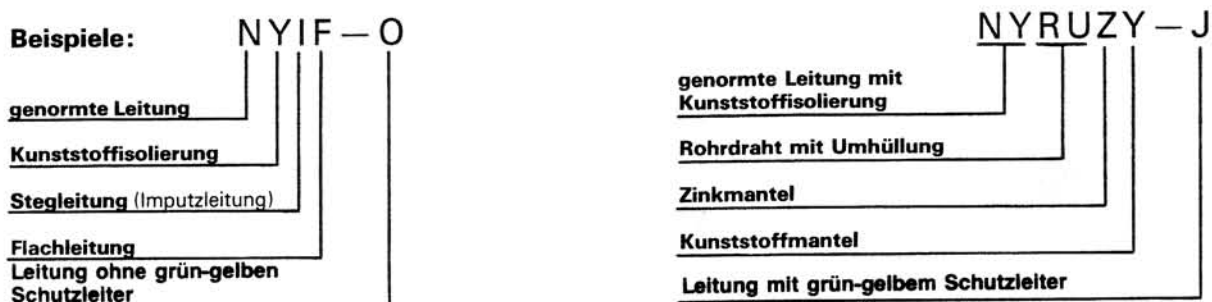 Beispiele: NYIF – O
genormte Leitung
Kunststoffisolierung
Stegleitung (Imputzleitung)
Flachleitung
Leitung ohne grün-gelben
Schutzleiter
NYRUZY – J
genormte Leitung mit
Kunststoffisolierung
Rohrdraht mit Umhüllung
Zinkmantel
Kunststoffmantel
Leitung mit grün-gelbem Schutzleiter